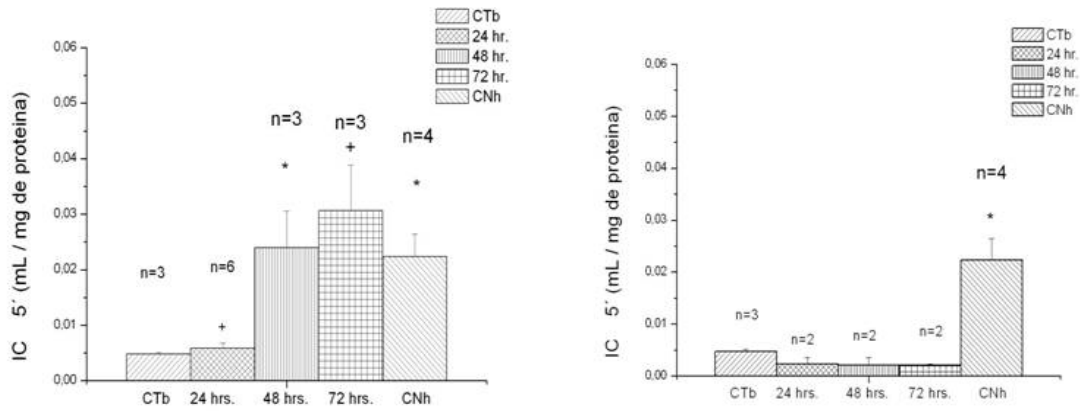 CTb
24 hr.
48 hr.
72 hr.
CNh
0.06
0.05
0.04
0.03
0.02
0.01
0.00
IC 5´ (mL / mg de proteina)
n=3
n=6
+
n=3
*
n=3
+
n=4
*
CTb 24 hrs. 48 hrs. 72 hrs. CNh
CTb
24 hr.
48 hr.
72 hr.
CNh
0.06
0.05
0.04
0.03
0.02
0.01
0.00
IC 5´ (mL / mg de proteina)
n=3
n=2
n=2
n=2
n=4
*
CTb 24 hrs. 48 hrs. 72 hrs. CNh